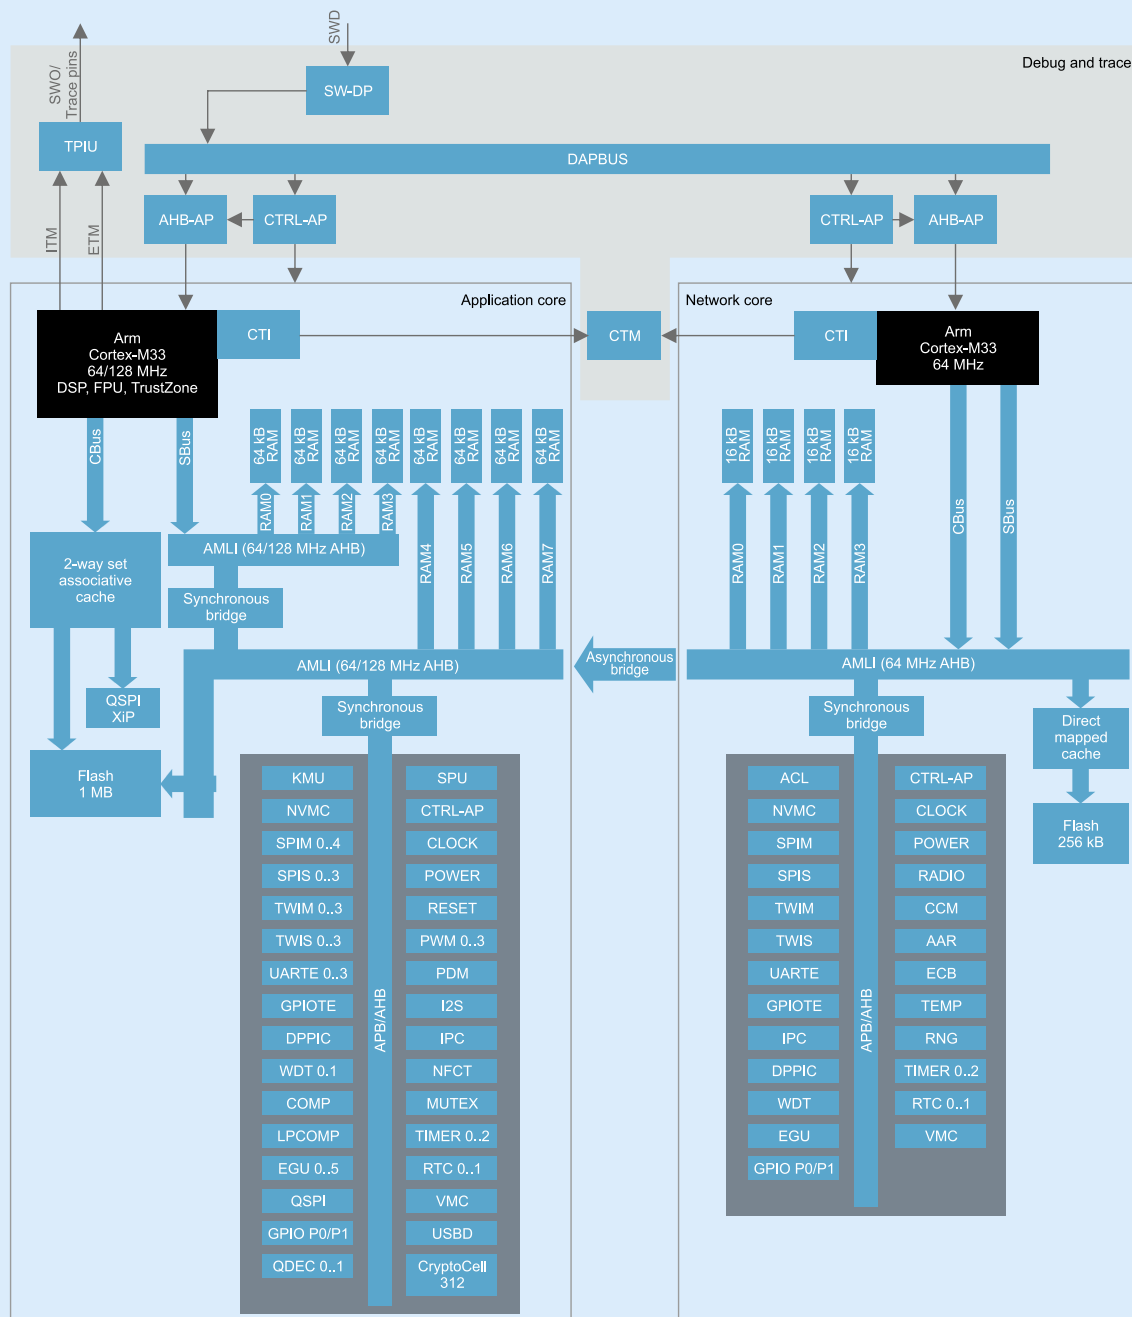 SWO/
Trace pins
SWD
Debug and trace
SW-DP
TPIU
DAPBUS
ITM
ETM
AHB-AP
CTRL-AP
CTRL-AP
AHB-AP
Application core
Network core
Arm
Cortex-M33
64/128 MHz
DSP, FPU, TrustZone
CTI
CTM
CTI
Arm
Cortex-M33
64 MHz
CBus
SBus
64 kB
RAM
64 kB
RAM
64 kB
RAM
64 kB
RAM
64 kB
RAM
64 kB
RAM
64 kB
RAM
64 kB
RAM
RAM0
RAM1
RAM2
RAM3
RAM4
RAM5
RAM6
RAM7
16 kB
RAM
16 kB
RAM
16 kB
RAM
16 kB
RAM
RAM0
RAM1
RAM2
RAM3
CBus
SBus
2-way set
associative
cache
AMLI (64/128 MHz AHB)
Synchronous
bridge
AMLI (64/128 MHz AHB)
Asynchronous
bridge
AMLI (64 MHz AHB)
QSPI
XiP
Synchronous
bridge
Synchronous
bridge
Direct
mapped
cache
Flash
1 MB
Flash
256 kB
KMU
NVMC
SPIM 0..4
SPIS 0..3
TWIM 0..3
TWIS 0..3
UARTE 0..3
GPIOTE
DPPIC
WDT 0.1
COMP
LPCOMP
EGU 0..5
QSPI
GPIO P0/P1
QDEC 0..1
APB/AHB
SPU
CTRL-AP
CLOCK
POWER
RESET
PWM 0..3
PDM
I2S
IPC
NFCT
MUTEX
TIMER 0..2
RTC 0..1
VMC
USBD
CryptoCell
312
ACL
NVMC
SPIM
SPIS
TWIM
TWIS
UARTE
GPIOTE
IPC
DPPIC
WDT
EGU
GPIO P0/P1
APB/AHB
CTRL-AP
CLOCK
POWER
RADIO
CCM
AAR
ECB
TEMP
RNG
TIMER 0..2
RTC 0..1
VMC